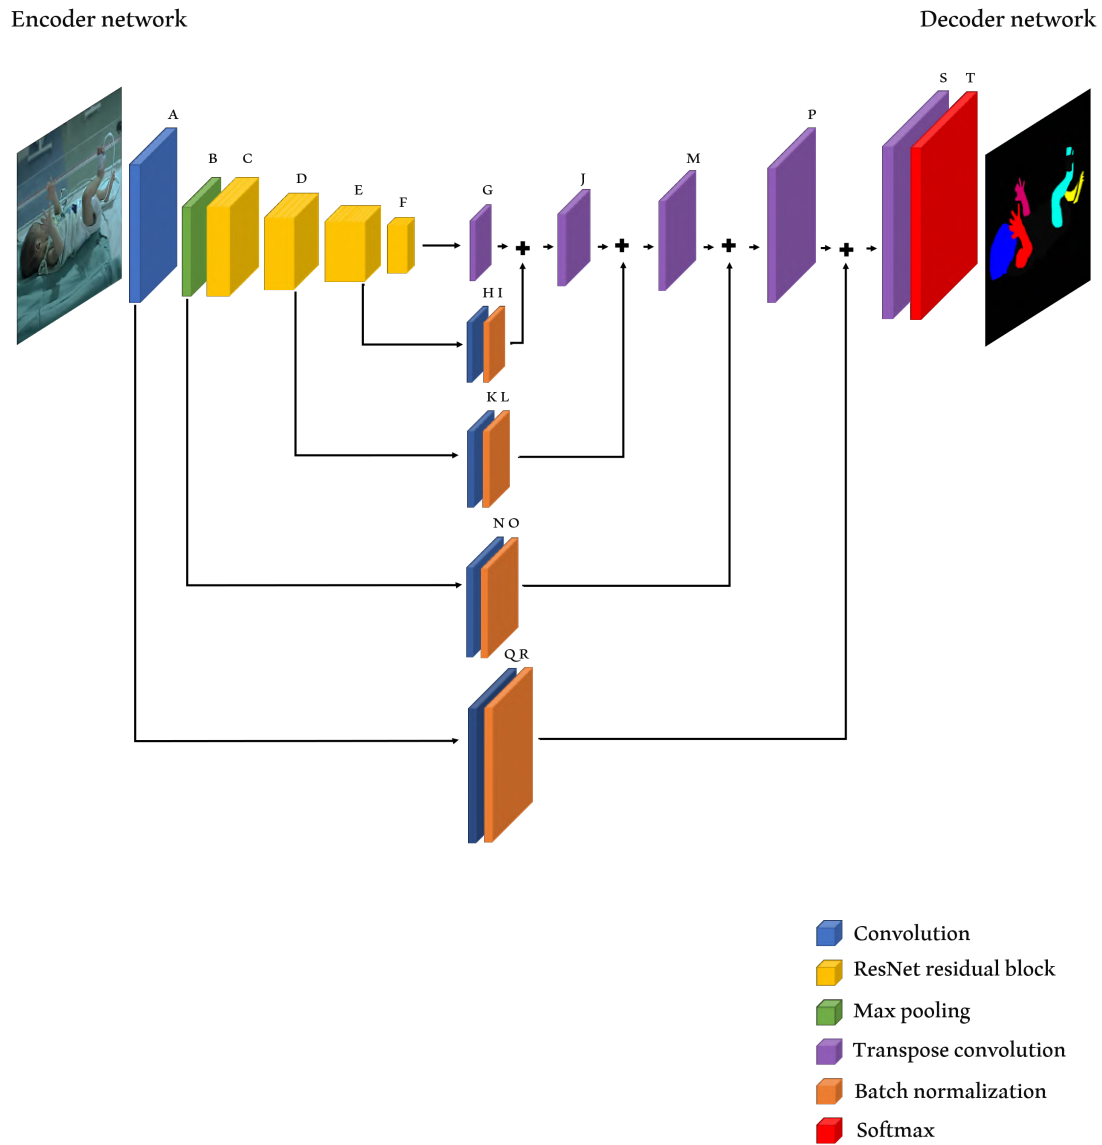 Encoder network
Decoder network
S T
A
P
B C
M
D
E
G
J
F
H I
K L
N O
Q R
Convolution
ResNet residual block
Max pooling
Transpose convolution
Batch normalization
Softmax